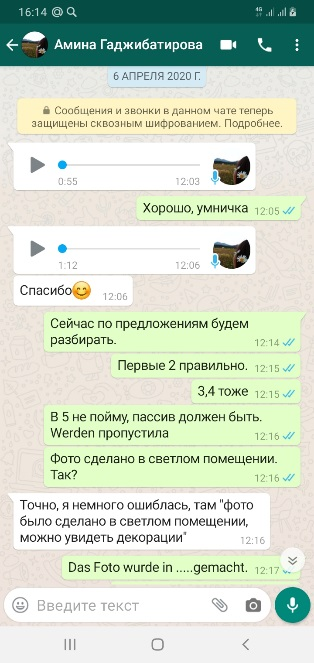 16:14
4G
Амина Гаджибатирова
6 АПРЕЛЯ 2020 Г.
Сообщения и звонки в данном чате теперь
защищены сквозным шифрованием. Подробнее.
0:55 12:03
Хорошо, умничка 12:05
1:12 12:06
Спасибо😊 12:06
Сейчас по предложениям будем
разбирать. 12:14
Первые 2 правильно. 12:15
3,4 тоже 12:15
В 5 не пойму, пассив должен быть.
Werden пропустила 12:16
Фото сделано в светлом помещении.
Так? 12:16
Точно, я немного ошиблась, там "фото
было сделано в светлом помещении,
можно увидеть декорации" 12:16
Das Foto wurde in .....gemacht. 12:17
Введите текст